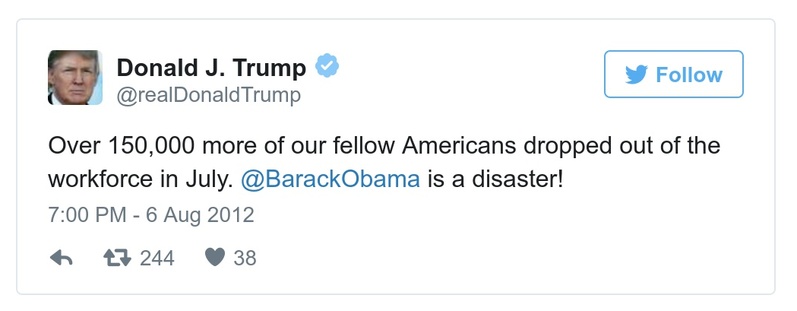 Donald J. Trump
@realDonaldTrump
Follow
Over 150,000 more of our fellow Americans dropped out of the
workforce in July. @BarackObama is a disaster!
7:00 PM - 6 Aug 2012
244 38